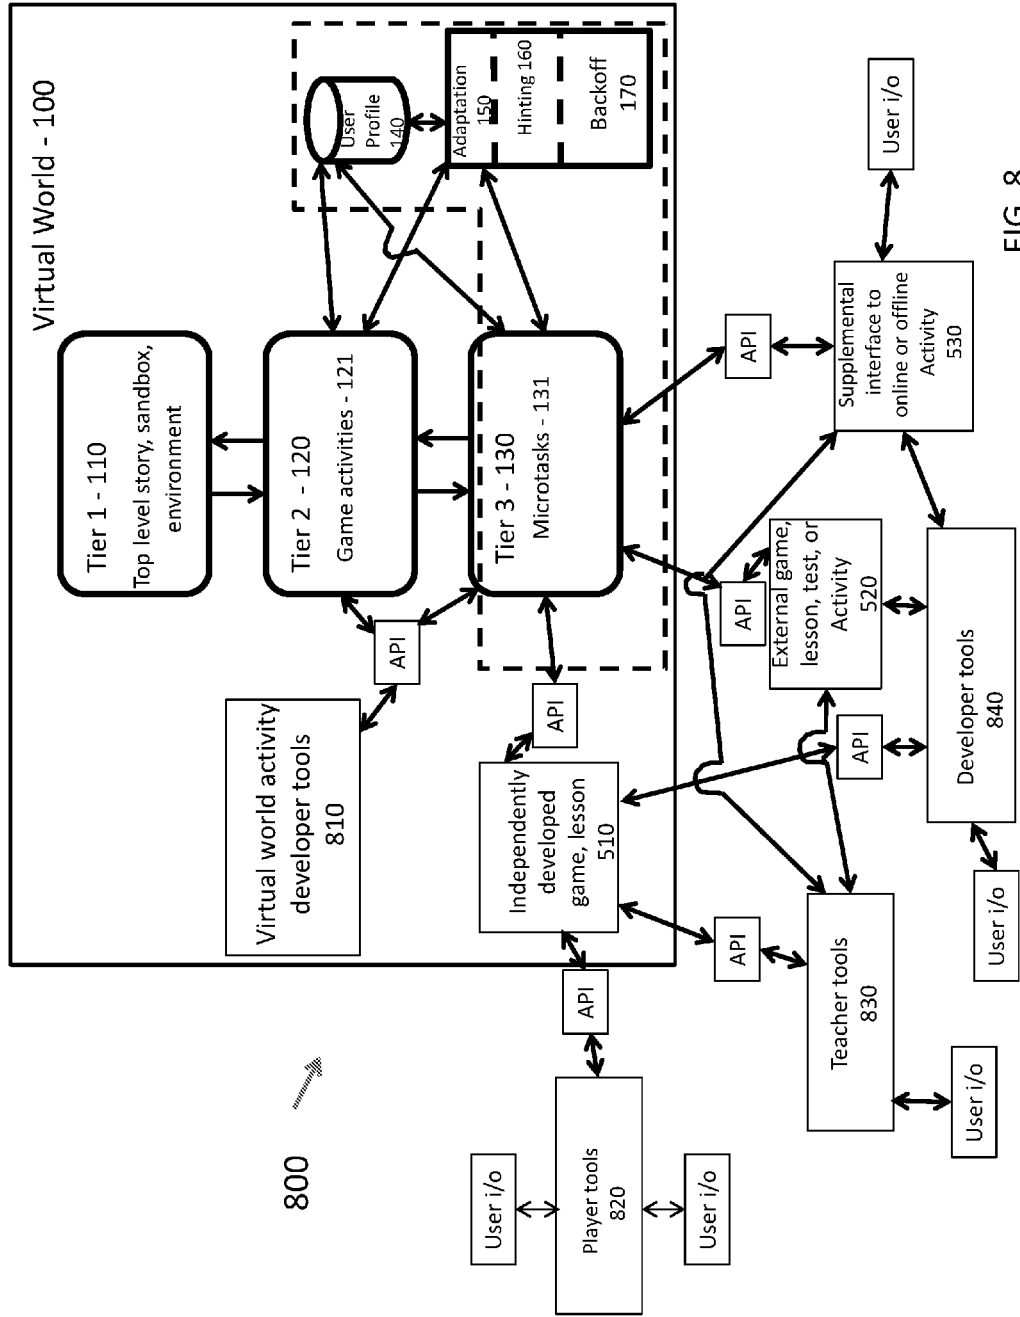 Virtual World - 100
Tier 1 - 110
Top level story, sandbox,
environment
Tier 2 - 120
Game activities - 121
Tier 3 - 130
Microtasks - 131
User
Profile
140
Adaptation
150
Hinting 160
Backoff
170
Virtual world activity
developer tools
810
API
API
Independently
developed
game, lesson
510
API
API
API
External game,
lesson, test, or
Activity
520
Supplemental
interface to
online or offline
Activity
530
User i/o
API
API
Developer tools
840
User i/o
Teacher tools
830
User i/o
800
User i/o
Player tools
820
User i/o
FIG. 8